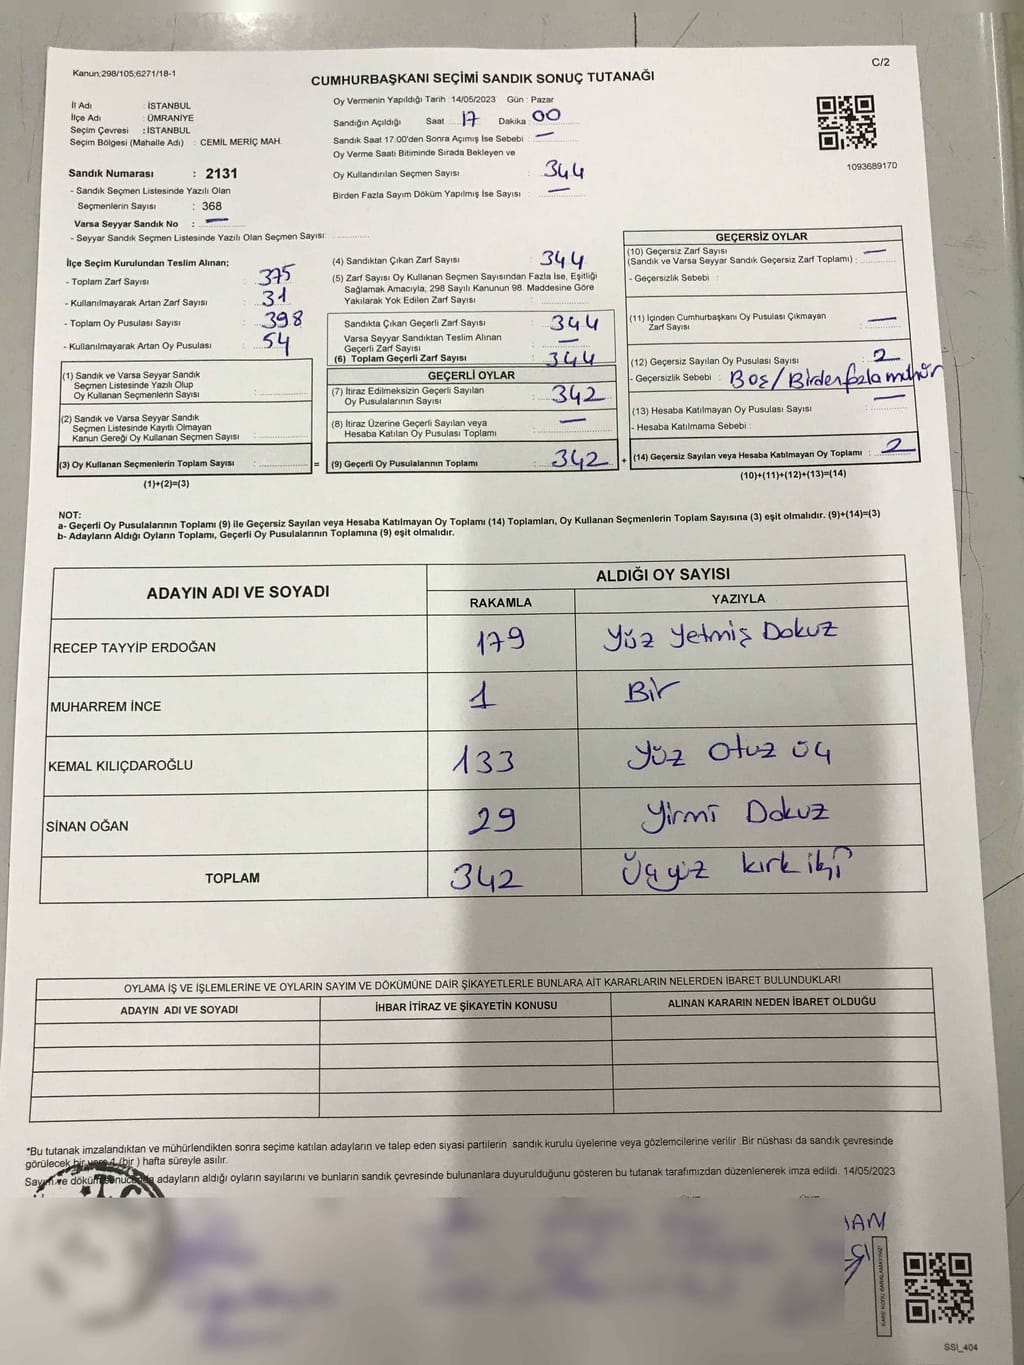 Kanun;298/105;6271/18-1
C/2
CUMHURBAŞKANI SEÇİMİ SANDIK SONUÇ TUTANAĞI
İl Adı : İSTANBUL
İlçe Adı : ÜMRANİYE
Seçim Çevresi : İSTANBUL
Seçim Bölgesi (Mahalle Adı) : CEMİL MERİÇ MAH.
Sandık Numarası : 2131
- Sandık Seçmen Listesinde Yazılı Olan
Seçmenlerin Sayısı : 368
Varsa Seyyar Sandık No : —
- Seyyar Sandık Seçmen Listesinde Yazılı Olan Seçmen Sayısı:
Oy Vermenin Yapıldığı Tarih : 14/05/2023 Gün : Pazar
Sandığın Açıldığı Saat : 17 Dakika : 00
Sandık Saat 17:00'den Sonra Açımış İse Sebebi : —
Oy Verme Saati Bitiminde Sırada Bekleyen ve
Oy Kullandırılan Seçmen Sayısı : 344
Birden Fazla Sayım Döküm Yapılmış İse Sayısı : —
1093689170
İlçe Seçim Kurulundan Teslim Alınan;
- Toplam Zarf Sayısı : 375
- Kullanılmayarak Artan Zarf Sayısı : 31
- Toplam Oy Pusulası Sayısı : 398
- Kullanılmayarak Artan Oy Pusulası : 54
(1) Sandık ve Varsa Seyyar Sandık
Seçmen Listesinde Yazılı Olup
Oy Kullanan Seçmenlerin Sayısı :
(2) Sandık ve Varsa Seyyar Sandık
Seçmen Listesinde Kayıtlı Olmayan
Kanun Gereği Oy Kullanan Seçmen Sayısı :
(3) Oy Kullanan Seçmenlerin Toplam Sayısı : =
(1)+(2)=(3)
(4) Sandıktan Çıkan Zarf Sayısı : 344
(5) Zarf Sayısı Oy Kullanan Seçmen Sayısından Fazla İse, Eşitliği
Sağlamak Amacıyla, 298 Sayılı Kanunun 98. Maddesine Göre
Yakılarak Yok Edilen Zarf Sayısı :
Sandıkta Çıkan Geçerli Zarf Sayısı : 344
Varsa Seyyar Sandıktan Teslim Alınan
Geçerli Zarf Sayısı : —
(6) Toplam Geçerli Zarf Sayısı : 344
GEÇERLİ OYLAR
(7) İtiraz Edilmeksizin Geçerli Sayılan
Oy Pusulalarının Sayısı : 342
(8) İtiraz Üzerine Geçerli Sayılan veya
Hesaba Katılan Oy Pusulası Toplamı : —
(9) Geçerli Oy Pusulalarının Toplamı : 342 +
GEÇERSİZ OYLAR
(10) Geçersiz Zarf Sayısı
(Sandık ve Varsa Seyyar Sandık Geçersiz Zarf Toplamı) : —
- Geçersizlik Sebebi :
(11) İçinden Cumhurbaşkanı Oy Pusulası Çıkmayan
Zarf Sayısı : —
(12) Geçersiz Sayılan Oy Pusulası Sayısı : 2
- Geçersizlik Sebebi : Boş/Birden fazla mühür
(13) Hesaba Katılmayan Oy Pusulası Sayısı : —
- Hesaba Katılmama Sebebi :
(14) Geçersiz Sayılan veya Hesaba Katılmayan Oy Toplamı : 2
(10)+(11)+(12)+(13)=(14)
NOT:
a- Geçerli Oy Pusulalarının Toplamı (9) ile Geçersiz Sayılan veya Hesaba Katılmayan Oy Toplamı (14) Toplamları, Oy Kullanan Seçmenlerin Toplam Sayısına (3) eşit olmalıdır. (9)+(14)=(3)
b- Adayların Aldığı Oyların Toplamı, Geçerli Oy Pusulalarının Toplamına (9) eşit olmalıdır.
ADAYIN ADI VE SOYADI
ALDIĞI OY SAYISI
RAKAMLA YAZIYLA
RECEP TAYYİP ERDOĞAN 179 Yüz Yetmiş Dokuz
MUHARREM İNCE 1 Bir
KEMAL KILIÇDAROĞLU 133 Yüz Otuz üç
SİNAN OĞAN 29 Yirmi Dokuz
TOPLAM 342 Üçyüz kırk iki
OYLAMA İŞ VE İŞLEMLERİNE VE OYLARIN SAYIM VE DÖKÜMÜNE DAİR ŞİKAYETLERLE BUNLARA AİT KARARLARIN NELERDEN İBARET BULUNDUKLARI
ADAYIN ADI VE SOYADI İHBAR İTİRAZ VE ŞİKAYETİN KONUSU ALINAN KARARIN NEDEN İBARET OLDUĞU
*Bu tutanak imzalandıktan ve mühürlendikten sonra seçime katılan adayların ve talep eden siyasi partilerin sandık kurulu üyelerine veya gözlemcilerine verilir .Bir nüshası da sandık çevresinde
görülecek bir yere 1 (bir ) hafta süreyle asılır.
Sayım ve döküm sonucunda adayların aldığı oyların sayılarını ve bunların sandık çevresinde bulunanlara duyurulduğunu gösteren bu tutanak tarafımızdan düzenlenerek imza edildi. 14/05/2023
KARE KODU KARALAMAYINIZ!
SSI_404